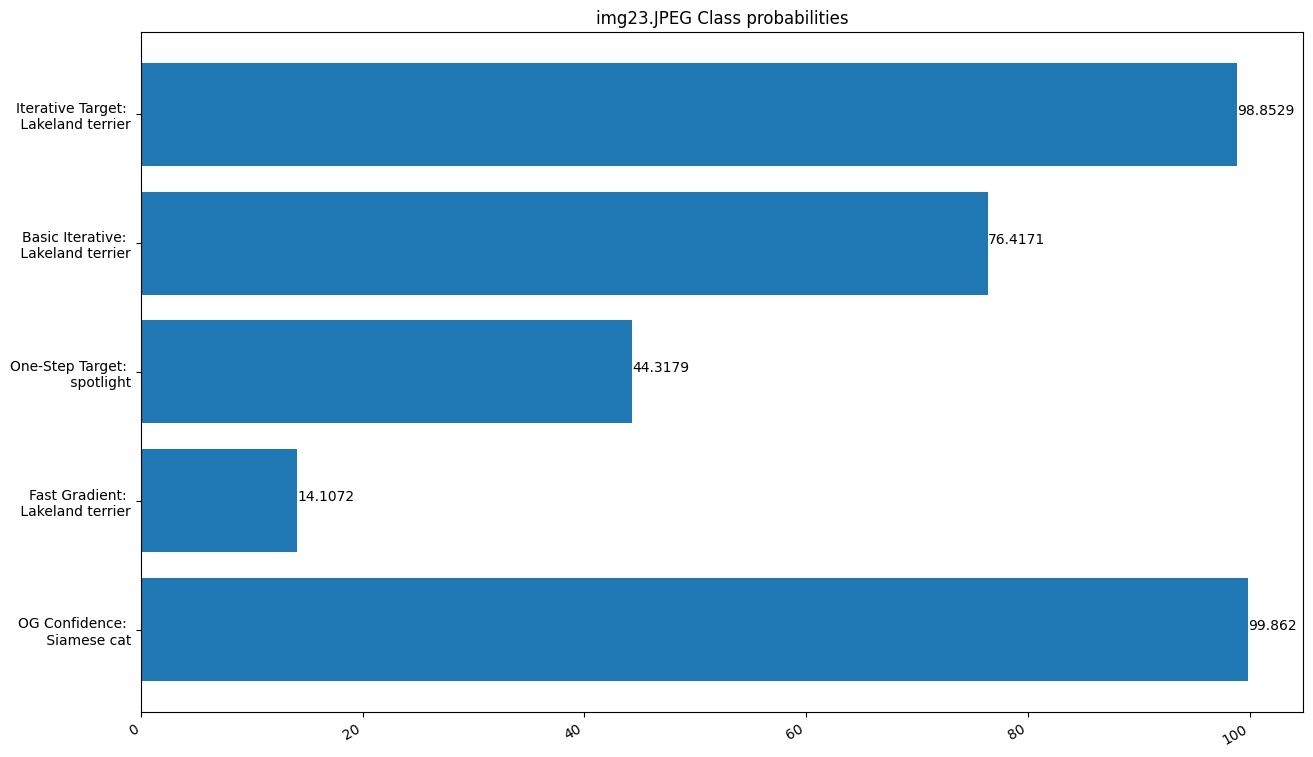 img23.JPEG Class probabilities
Iterative Target:
Lakeland terrier
98.8529
Basic Iterative:
Lakeland terrier
76.4171
One-Step Target:
spotlight
44.3179
Fast Gradient:
Lakeland terrier
14.1072
OG Confidence:
Siamese cat
99.862
0 20 40 60 80 100